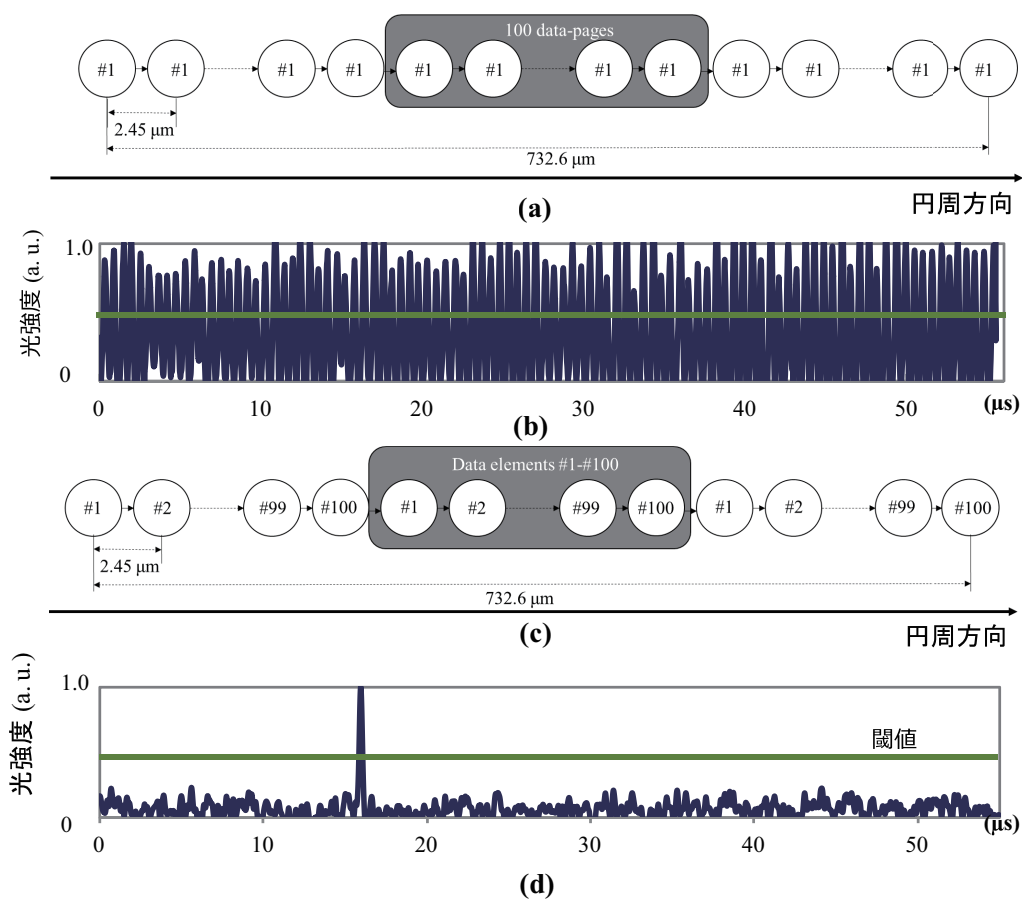 100 data-pages
#1 #1 #1 #1 #1 #1 #1 #1 #1 #1 #1 #1
2.45 μm
732.6 μm
円周方向
(a)
光強度 (a. u.)
1.0
0
0 10 20 30 40 50 (μs)
(b)
Data elements #1-#100
#1 #2 #99 #100 #1 #2 #99 #100 #1 #2 #99 #100
2.45 μm
732.6 μm
円周方向
(c)
光強度 (a. u.)
1.0
閾値
0
(μs)
0 10 20 30 40 50
(d)